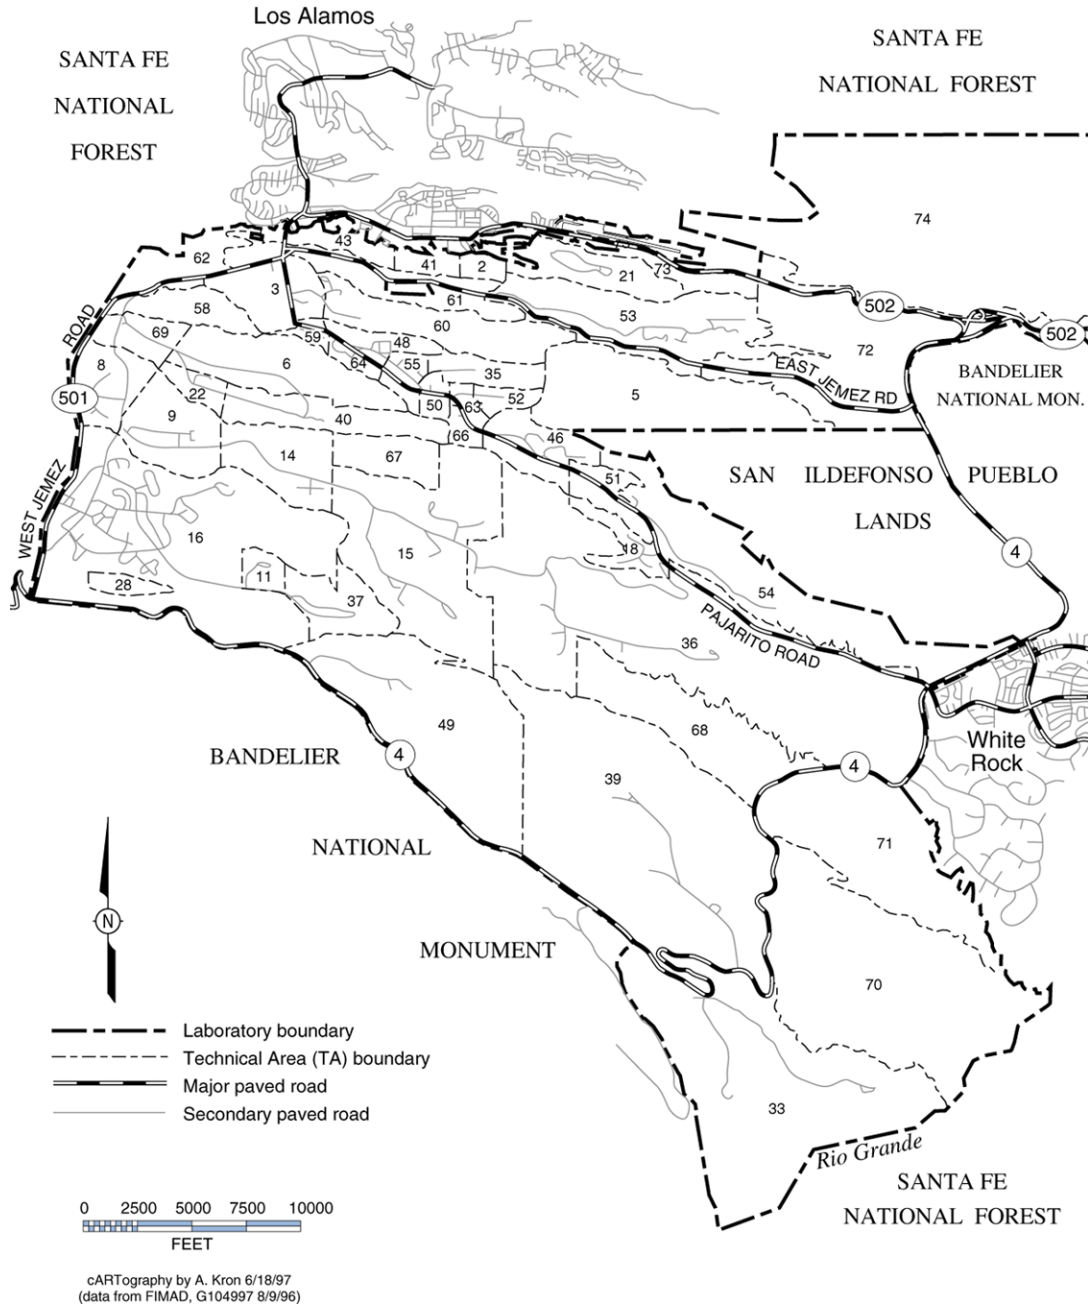 Los Alamos
SANTA FE
NATIONAL
FOREST
SANTA FE
NATIONAL FOREST
74
43
62
41
2
21
73
3
502
58
61
53
502
60
69
59
48
72
8
6
64
55
35
EAST JEMEZ RD
BANDELIER
NATIONAL MON.
ROAD
501
22
50
63
52
5
9
40
66
46
14
67
SAN ILDEFONSO PUEBLO
LANDS
51
WEST JEMEZ
16
15
18
4
28
11
37
54
36
PAJARITO ROAD
49
68
White
Rock
BANDELIER
4
4
39
71
NATIONAL
N
MONUMENT
70
33
Rio Grande
SANTA FE
NATIONAL FOREST
Laboratory boundary
Technical Area (TA) boundary
Major paved road
Secondary paved road
0 2500 5000 7500 10000
FEET
cARTography by A. Kron 6/18/97
(data from FIMAD, G104997 8/9/96)